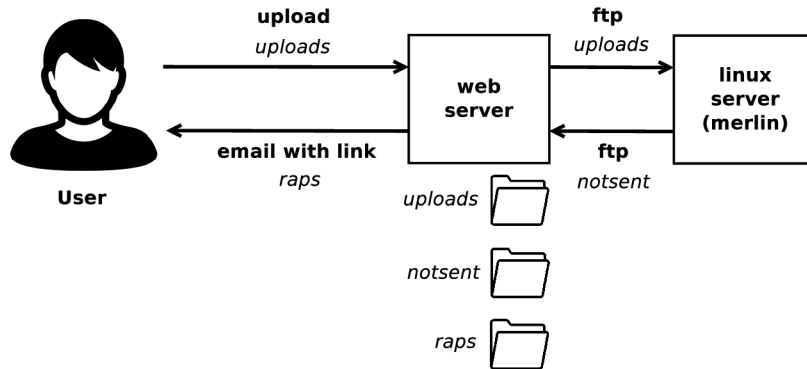 upload
uploads
ftp
uploads
web
server
linux
server
(merlin)
email with link
raps
ftp
notsent
User
uploads
notsent
raps